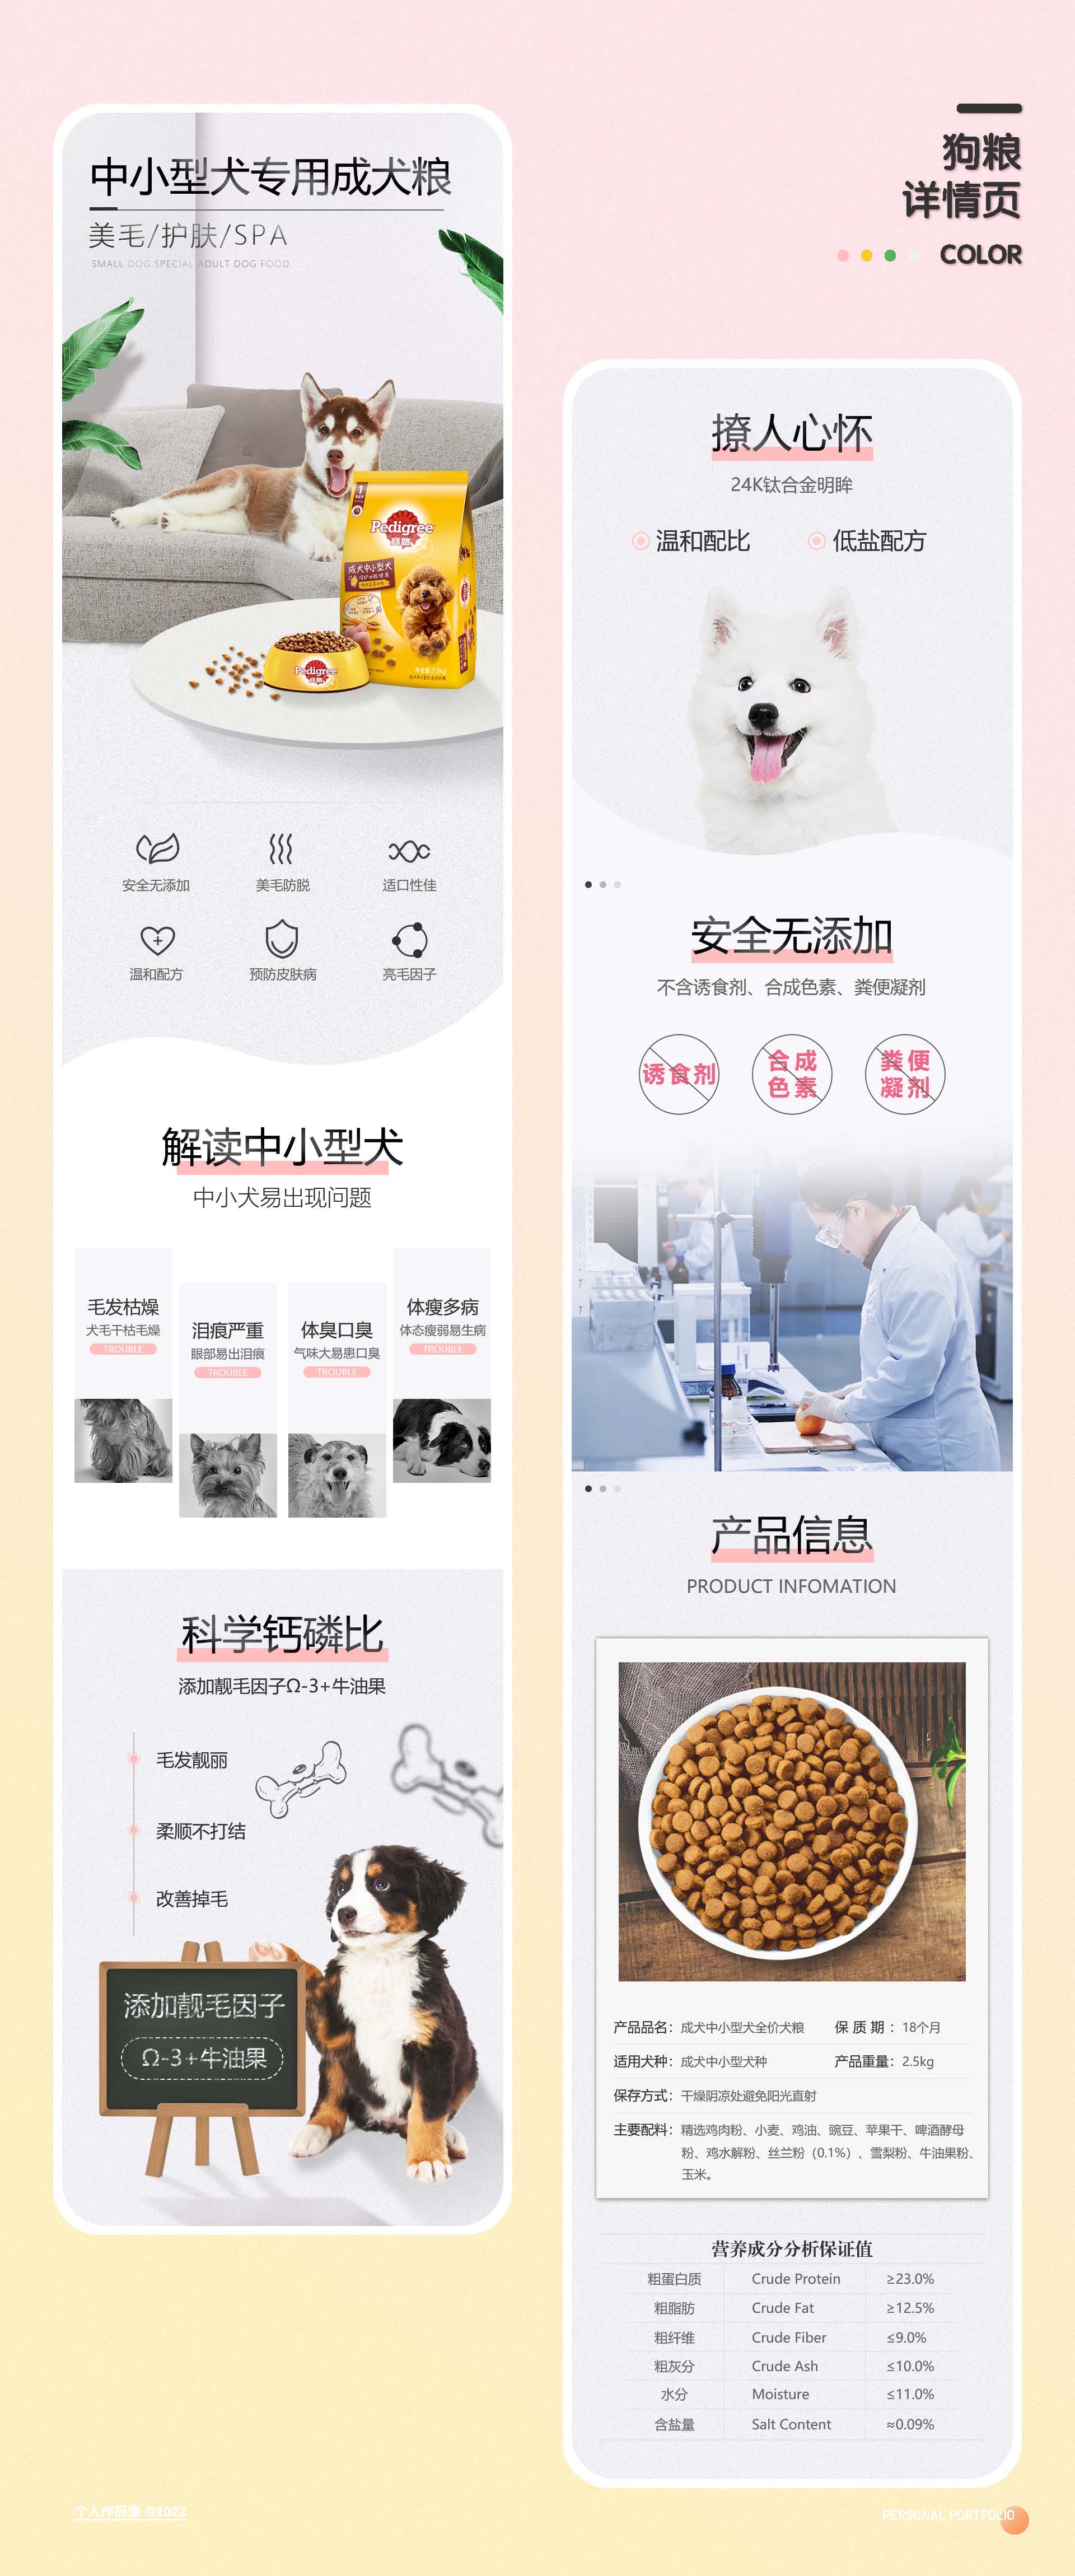 狗粮
详情页
COLOR
中小型犬专用成犬粮
美毛/护肤/SPA
SMALL DOG SPECIAL ADULT DOG FOOD
Pedigree
寶路
成犬中小型犬
净含量:2.5kg
Pedigree
寶路
安全无添加
美毛防脱
适口性佳
温和配方
预防皮肤病
亮毛因子
解读中小型犬
中小犬易出现问题
毛发枯燥
犬毛干枯毛燥
TROUBLE
泪痕严重
眼部易出泪痕
TROUBLE
体臭口臭
气味大易患口臭
TROUBLE
体瘦多病
体态瘦弱易生病
TROUBLE
科学钙磷比
添加靓毛因子Ω-3+牛油果
毛发靓丽
柔顺不打结
改善掉毛
添加靓毛因子
Ω-3+牛油果
撩人心怀
24K钛合金明眸
温和配比
低盐配方
安全无添加
不含诱食剂、合成色素、粪便凝剂
诱食剂
合成
色素
粪便
凝剂
产品信息
PRODUCT INFOMATION
产品品名：成犬中小型犬全价犬粮 保质期：18个月
适用犬种：成犬中小型犬种 产品重量：2.5kg
保存方式：干燥阴凉处避免阳光直射
主要配料：精选鸡肉粉、小麦、鸡油、豌豆、苹果干、啤酒酵母
粉、鸡水解粉、丝兰粉（0.1%）、雪梨粉、牛油果粉、
玉米。
营养成分分析保证值
粗蛋白质 Crude Protein ≥23.0%
粗脂肪 Crude Fat ≥12.5%
粗纤维 Crude Fiber ≤9.0%
粗灰分 Crude Ash ≤10.0%
水分 Moisture ≤11.0%
含盐量 Salt Content ≈0.09%
个人作品集 @2022
PERSONAL PORTFOLIO